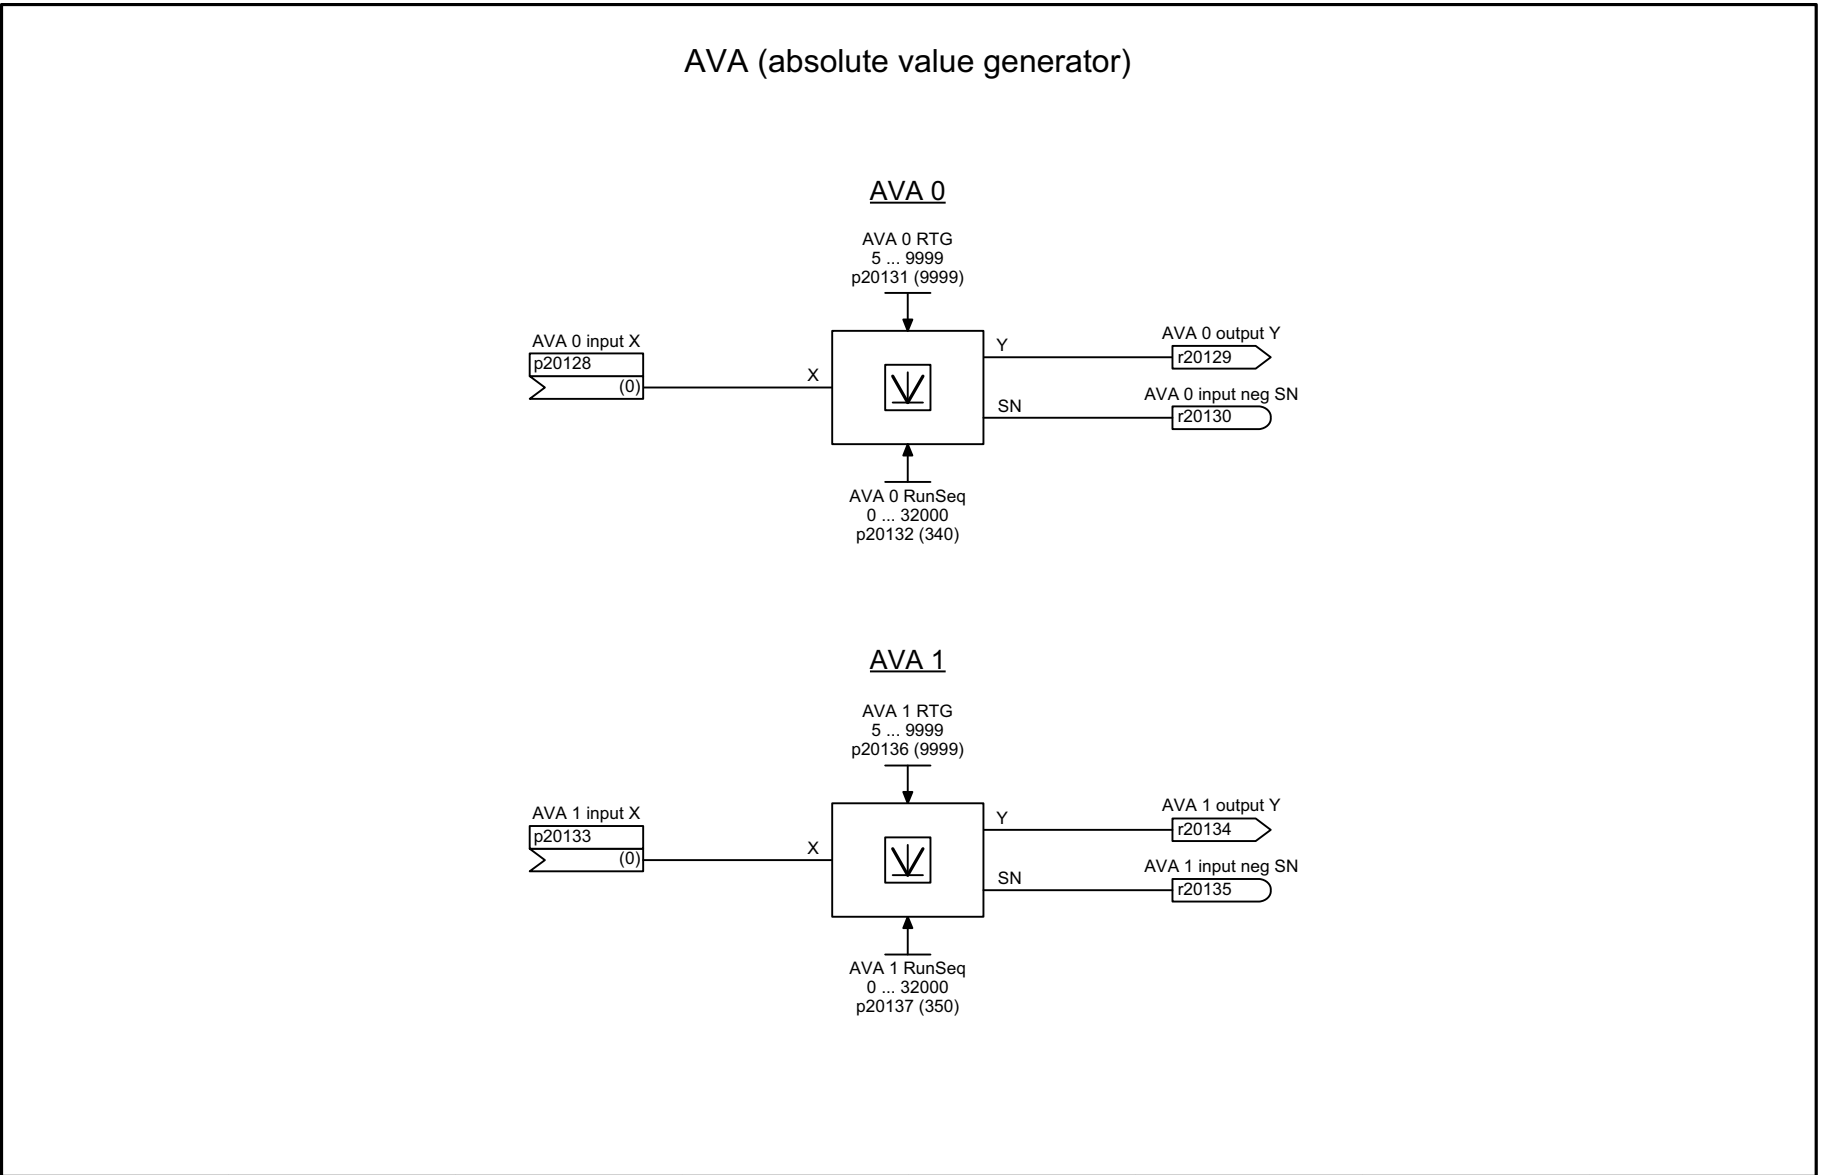 AVA (absolute value generator)
AVA 0
AVA 0 RTG
5 ... 9999
p20131 (9999)
AVA 0 input X
p20128
(0)
X
Y
AVA 0 output Y
r20129
SN
AVA 0 input neg SN
r20130
AVA 0 RunSeq
0 ... 32000
p20132 (340)
AVA 1
AVA 1 RTG
5 ... 9999
p20136 (9999)
AVA 1 input X
p20133
(0)
X
Y
AVA 1 output Y
r20134
SN
AVA 1 input neg SN
r20135
AVA 1 RunSeq
0 ... 32000
p20137 (350)